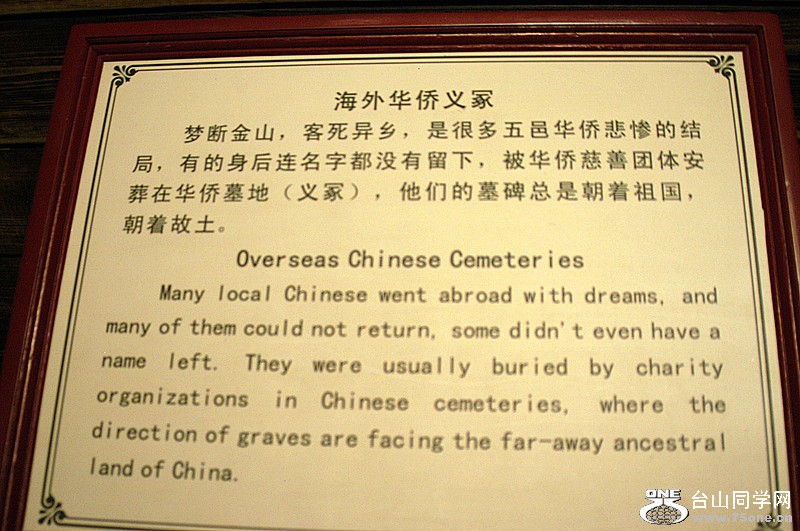 海外华侨义冢
梦断金山，客死异乡，是很多五邑华侨悲惨的结
局，有的身后连名字都没有留下，被华侨慈善团体安
葬在华侨墓地（义冢），他们的墓碑总是朝着祖国，
朝着故土。
Overseas Chinese Cemeteries
Many local Chinese went abroad with dreams, and
many of them could not return, some didn't even have a
name left. They were usually buried by charity
organizations in Chinese cemeteries, where the
direction of graves are facing the far-away ancestral
land of China.
ONE 台山同学网
www.75one.cn